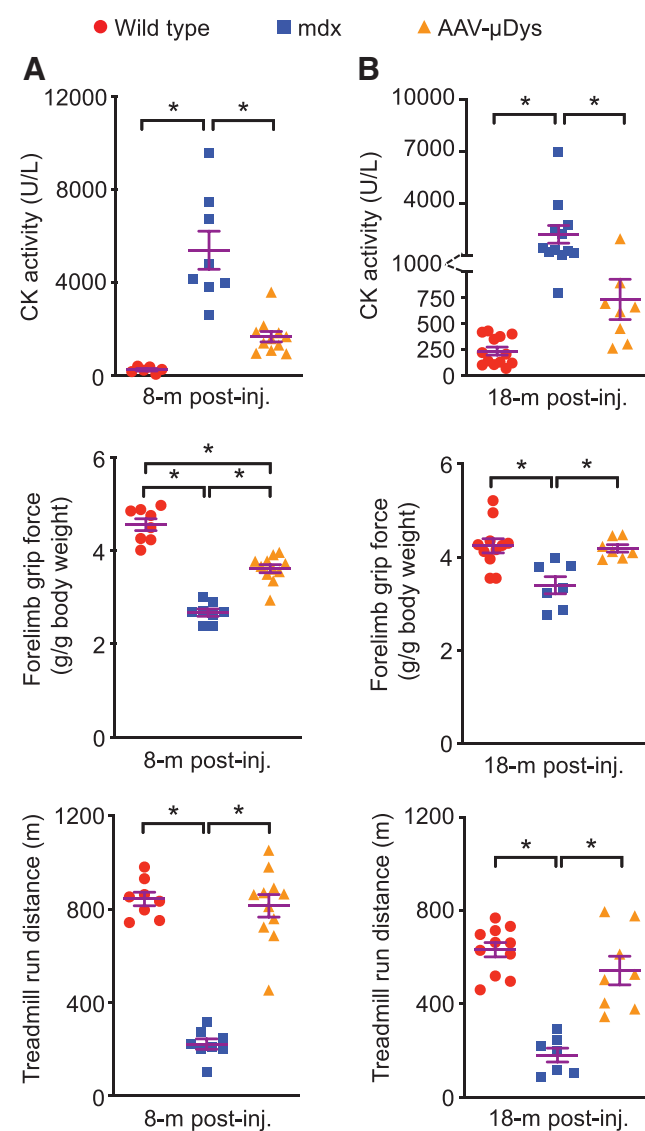 Wild type mdx AAV-μDys
A
CK activity (U/L)
12000
8000
4000
0
* *
8-m post-inj.
B
CK activity (U/L)
10000
7000
4000
1000
750
500
250
0
* *
18-m post-inj.
Forelimb grip force
(g/g body weight)
6
4
2
0
*
* *
8-m post-inj.
Forelimb grip force
(g/g body weight)
6
4
2
0
* *
18-m post-inj.
Treadmill run distance (m)
1200
800
400
0
* *
8-m post-inj.
Treadmill run distance (m)
1200
800
400
0
* *
18-m post-inj.